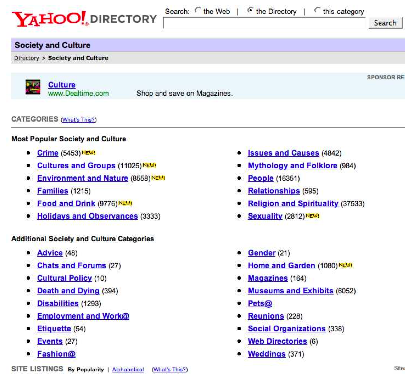 YAHOO! DIRECTORY
Search: the Web | the Directory | this category
Search
Society and Culture
Directory > Society and Culture
SPONSOR RE
Culture
www.Dealtime.com Shop and save on Magazines.
CATEGORIES (What's This?)
Most Popular Society and Culture
Crime (5453) NEW!
Cultures and Groups (11025) NEW!
Environment and Nature (8558) NEW!
Families (1215)
Food and Drink (9776) NEW!
Holidays and Observances (3333)
Issues and Causes (4842)
Mythology and Folklore (984)
People (16351)
Relationships (595)
Religion and Spirituality (37533)
Sexuality (2812) NEW!
Additional Society and Culture Categories
Advice (48)
Chats and Forums (27)
Cultural Policy (10)
Death and Dying (394)
Disabilities (1293)
Employment and Work@
Etiquette (54)
Events (27)
Fashion@
Gender (21)
Home and Garden (1080) NEW!
Magazines (164)
Museums and Exhibits (6052)
Pets@
Reunions (228)
Social Organizations (338)
Web Directories (6)
Weddings (371)
SITE LISTINGS By Popularity | Alphabetical (What's This?) Sites